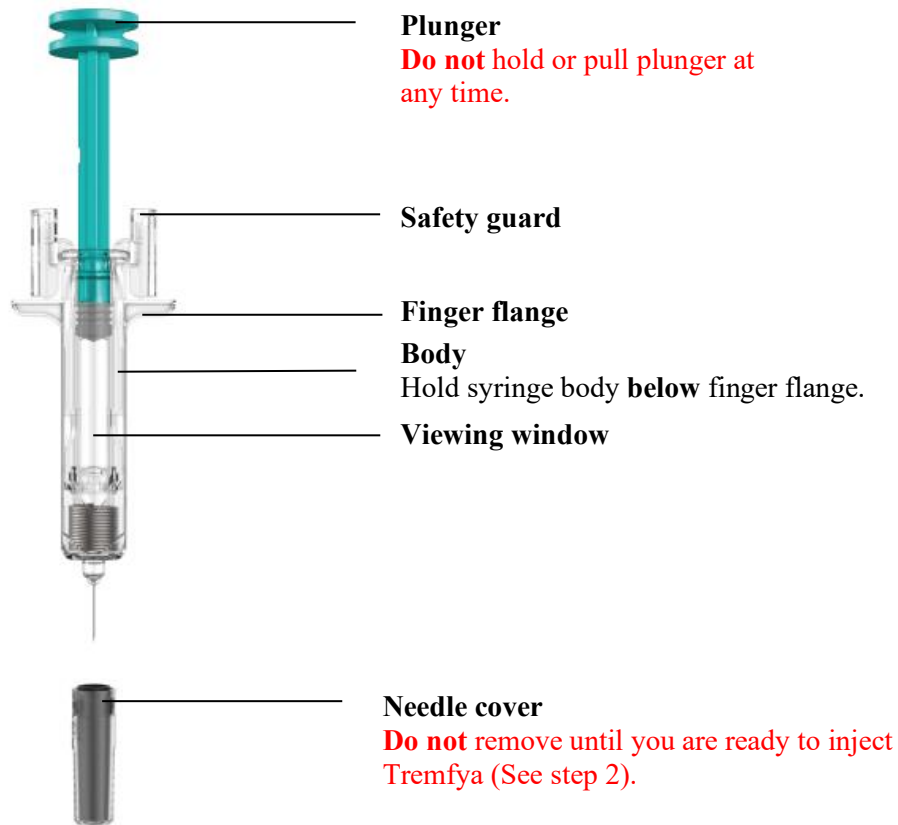 Plunger
Do not hold or pull plunger at
any time.
Safety guard
Finger flange
Body
Hold syringe body below finger flange.
Viewing window
Needle cover
Do not remove until you are ready to inject
Tremfya (See step 2).